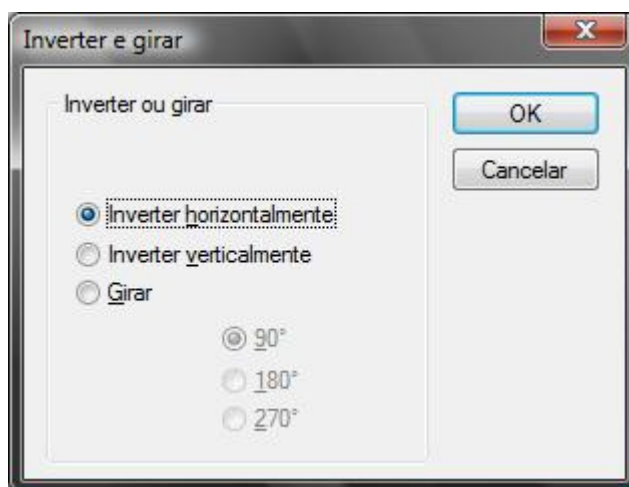 Inverter e girar
Inverter ou girar
OK
Cancelar
Inverter horizontalmente
Inverter verticalmente
Girar
90°
180°
270°